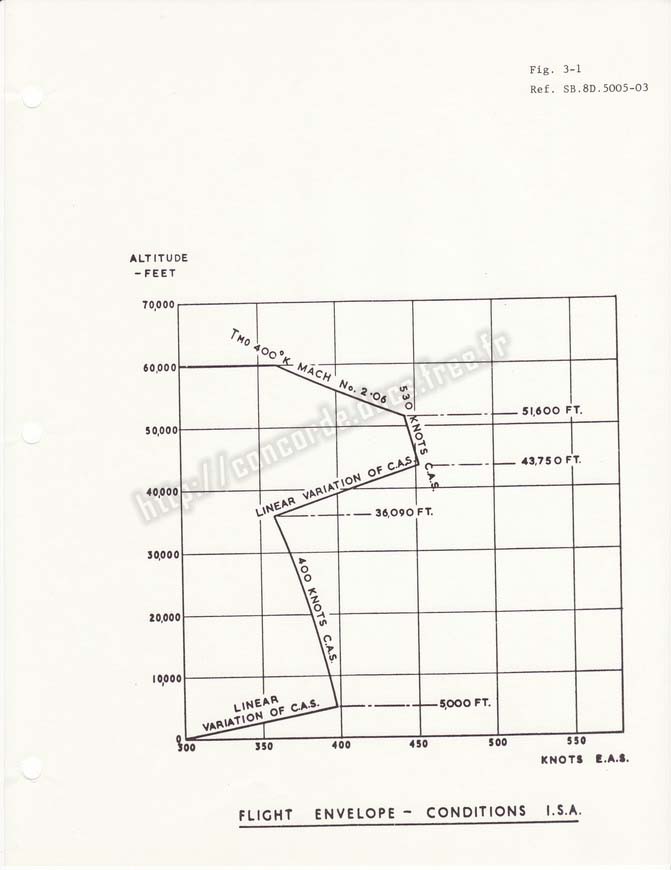 Fig. 3-1
Ref. SB.8D.5005-03
ALTITUDE
-FEET
70,000
60,000
50,000
40,000
30,000
20,000
10,000
0
300
350
400
450
500
550
KNOTS E.A.S.
TMO 400°K MACH No. 2·06
530 KNOTS C.A.S.
51,600 FT.
43,750 FT.
LINEAR VARIATION OF C.A.S.
36,090 FT.
400 KNOTS C.A.S.
LINEAR
VARIATION OF C.A.S.
5,000 FT.
http://concorde.docs.free.fr
FLIGHT ENVELOPE - CONDITIONS I.S.A.